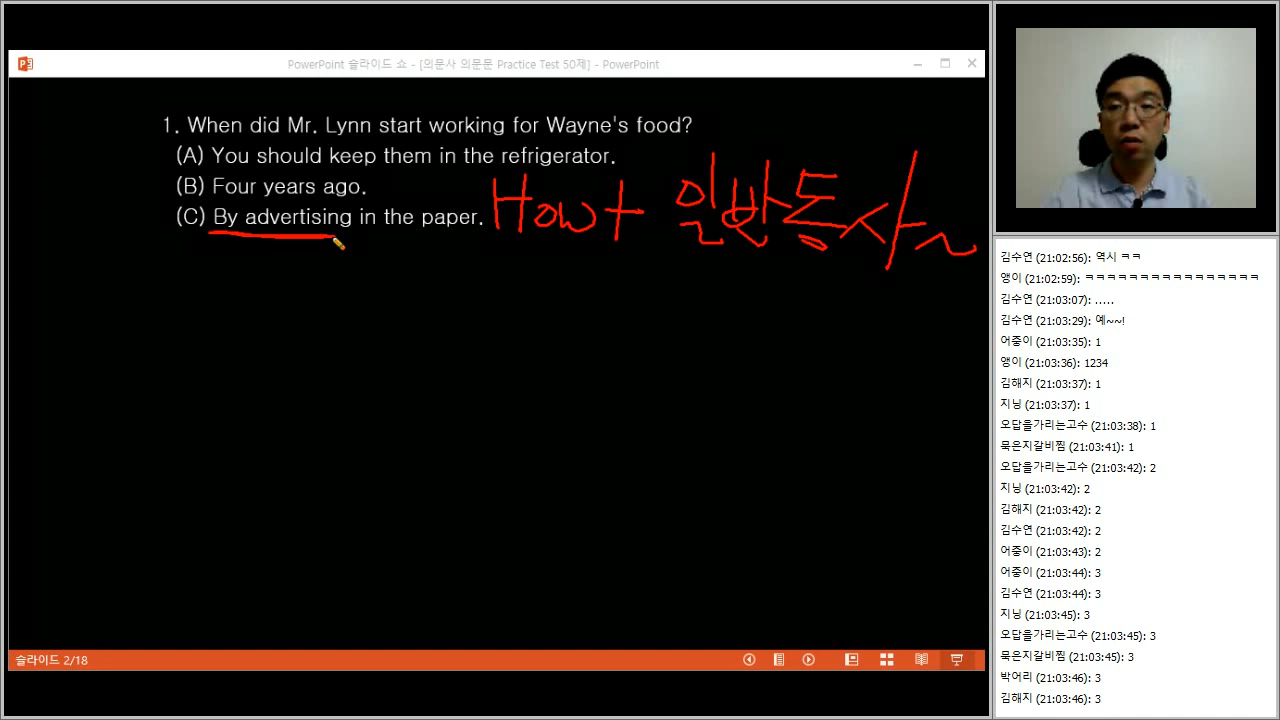 PowerPoint 슬라이드 쇼 - [의문사 의문문 Practice Test 50제] - PowerPoint
1. When did Mr. Lynn start working for Wayne's food?
(A) You should keep them in the refrigerator.
(B) Four years ago.
(C) By advertising in the paper.
How + 일반동사~
슬라이드 2/18
김수연 (21:02:56): 역시 ㅋㅋ
앵이 (21:02:59): ㅋㅋㅋㅋㅋㅋㅋㅋㅋㅋㅋㅋㅋㅋㅋㅋ
김수연 (21:03:07): .....
김수연 (21:03:29): 예~~!
어중이 (21:03:35): 1
앵이 (21:03:36): 1234
김해지 (21:03:37): 1
지닝 (21:03:37): 1
오답을가리는고수 (21:03:38): 1
묵은지갈비찜 (21:03:41): 1
오답을가리는고수 (21:03:42): 2
지닝 (21:03:42): 2
김해지 (21:03:42): 2
김수연 (21:03:42): 2
어중이 (21:03:43): 2
어중이 (21:03:44): 3
김수연 (21:03:44): 3
지닝 (21:03:45): 3
오답을가리는고수 (21:03:45): 3
묵은지갈비찜 (21:03:45): 3
박어리 (21:03:46): 3
김해지 (21:03:46): 3